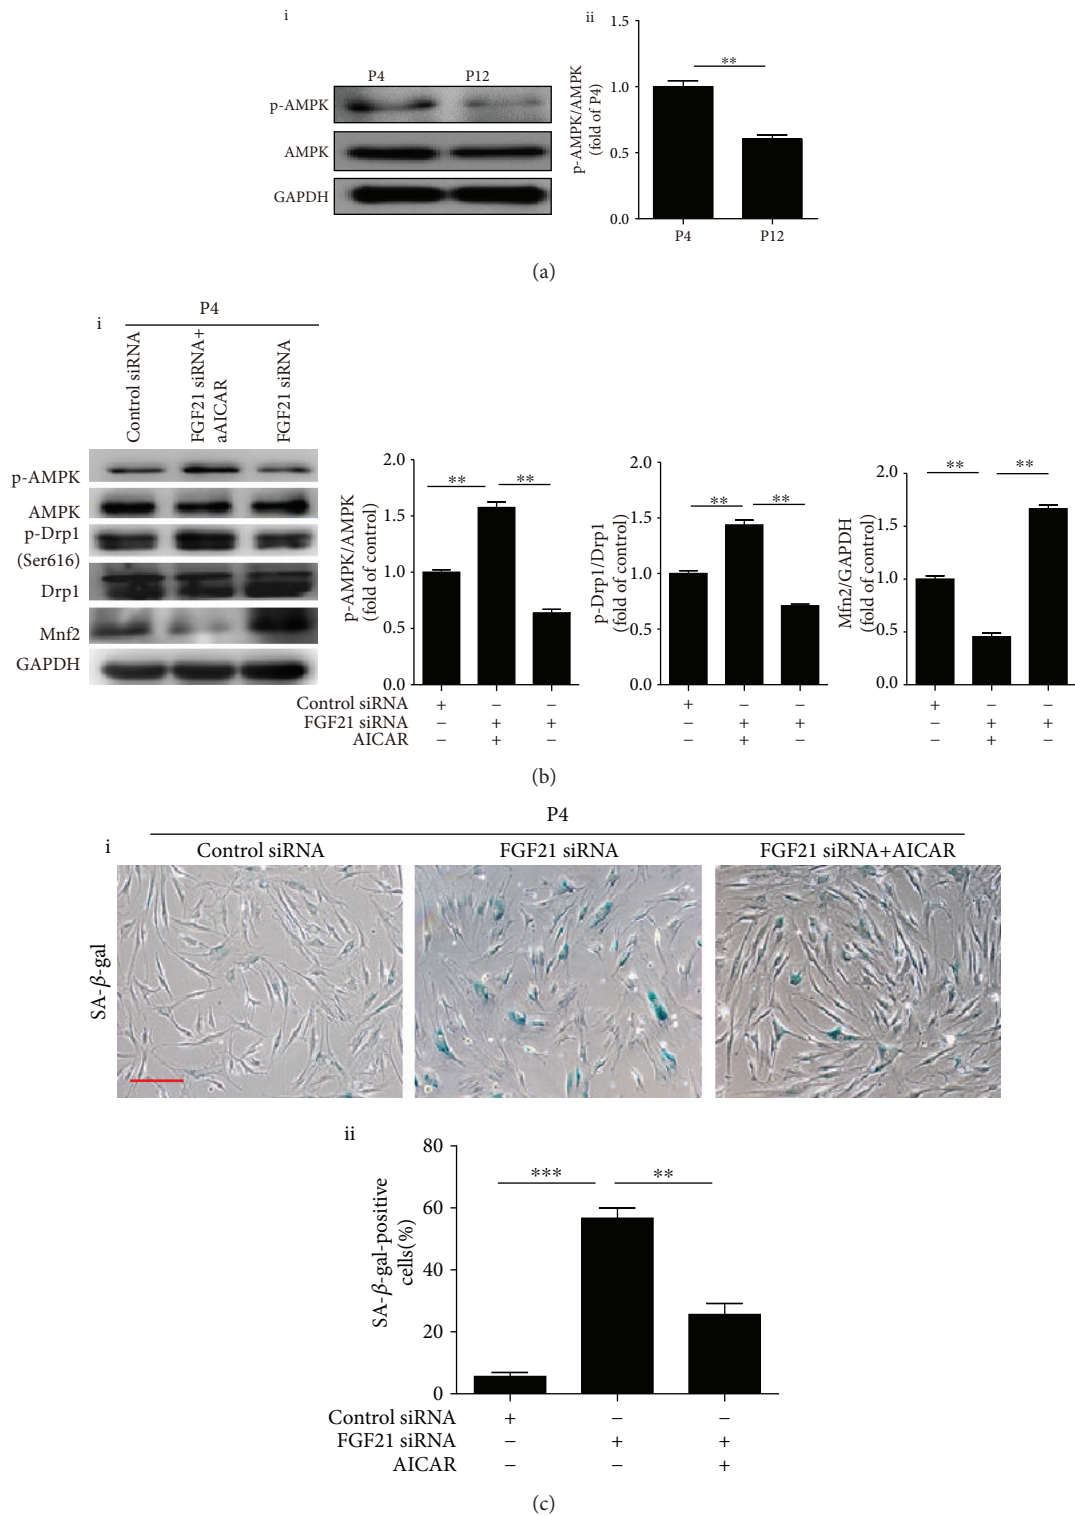 i
P4 P12
p-AMPK
AMPK
GAPDH
ii
p-AMPK/AMPK
(fold of P4)
1.5
1.0
0.5
0.0
**
P4 P12
(a)
i
P4
Control siRNA
FGF21 siRNA+
aAICAR
FGF21 siRNA
p-AMPK
AMPK
p-Drp1
(Ser616)
Drp1
Mnf2
GAPDH
p-AMPK/AMPK
(fold of control)
2.0
1.5
1.0
0.5
0.0
** **
p-Drp1/Drp1
(fold of control)
2.0
1.5
1.0
0.5
0.0
** **
Mfn2/GAPDH
(fold of control)
2.0
1.5
1.0
0.5
0.0
** **
Control siRNA + − − + − − + − −
FGF21 siRNA − + + − + + − + +
AICAR − + − − + − − + −
(b)
P4
i
Control siRNA FGF21 siRNA FGF21 siRNA+AICAR
SA-β-gal
ii
SA-β-gal-positive
cells(%)
80
60
40
20
0
*** **
Control siRNA + − −
FGF21 siRNA − + +
AICAR − − +
(c)